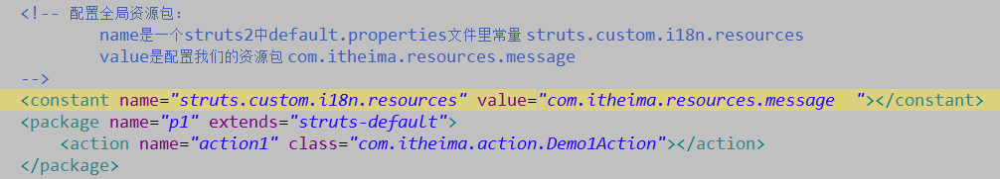 <!-- 配置全局资源包:
name是一个struts2中default.properties文件里常量 struts.custom.i18n.resources
value是配置我们的资源包 com.itheima.resources.message
-->
<constant name="struts.custom.i18n.resources" value="com.itheima.resources.message  "></constant>
<package name="p1" extends="struts-default">
<action name="action1" class="com.itheima.action.Demo1Action"></action>
</package>